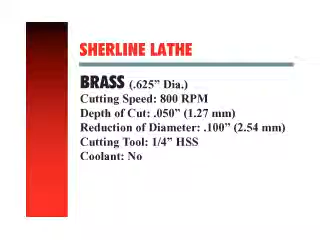 SHERLINE LATHE
BRASS (.625” Dia.)
Cutting Speed: 800 RPM
Depth of Cut: .050” (1.27 mm)
Reduction of Diameter: .100” (2.54 mm)
Cutting Tool: 1/4” HSS
Coolant: No